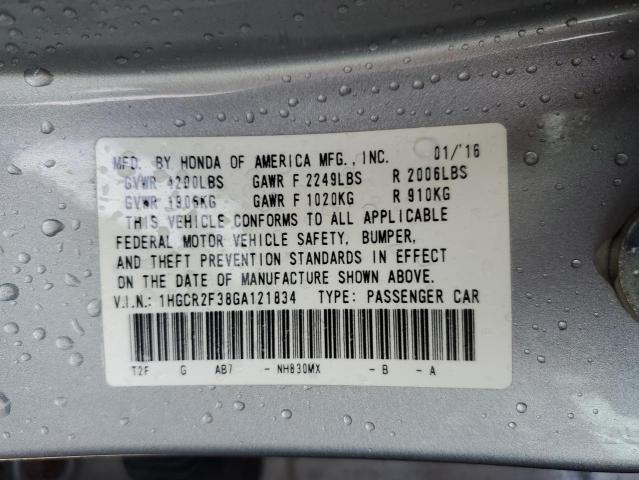 MFD. BY HONDA OF AMERICA MFG., INC. 01/'16
GVWR 4200LBS GAWR F 2249LBS R 2006LBS
GVWR 1906KG GAWR F 1020KG R 910KG
THIS VEHICLE CONFORMS TO ALL APPLICABLE
FEDERAL MOTOR VEHICLE SAFETY, BUMPER,
AND THEFT PREVENTION STANDARDS IN EFFECT
ON THE DATE OF MANUFACTURE SHOWN ABOVE.
V.I.N.: 1HGCR2F38GA121834 TYPE: PASSENGER CAR
T2F G AB7 - NH830MX - B - A